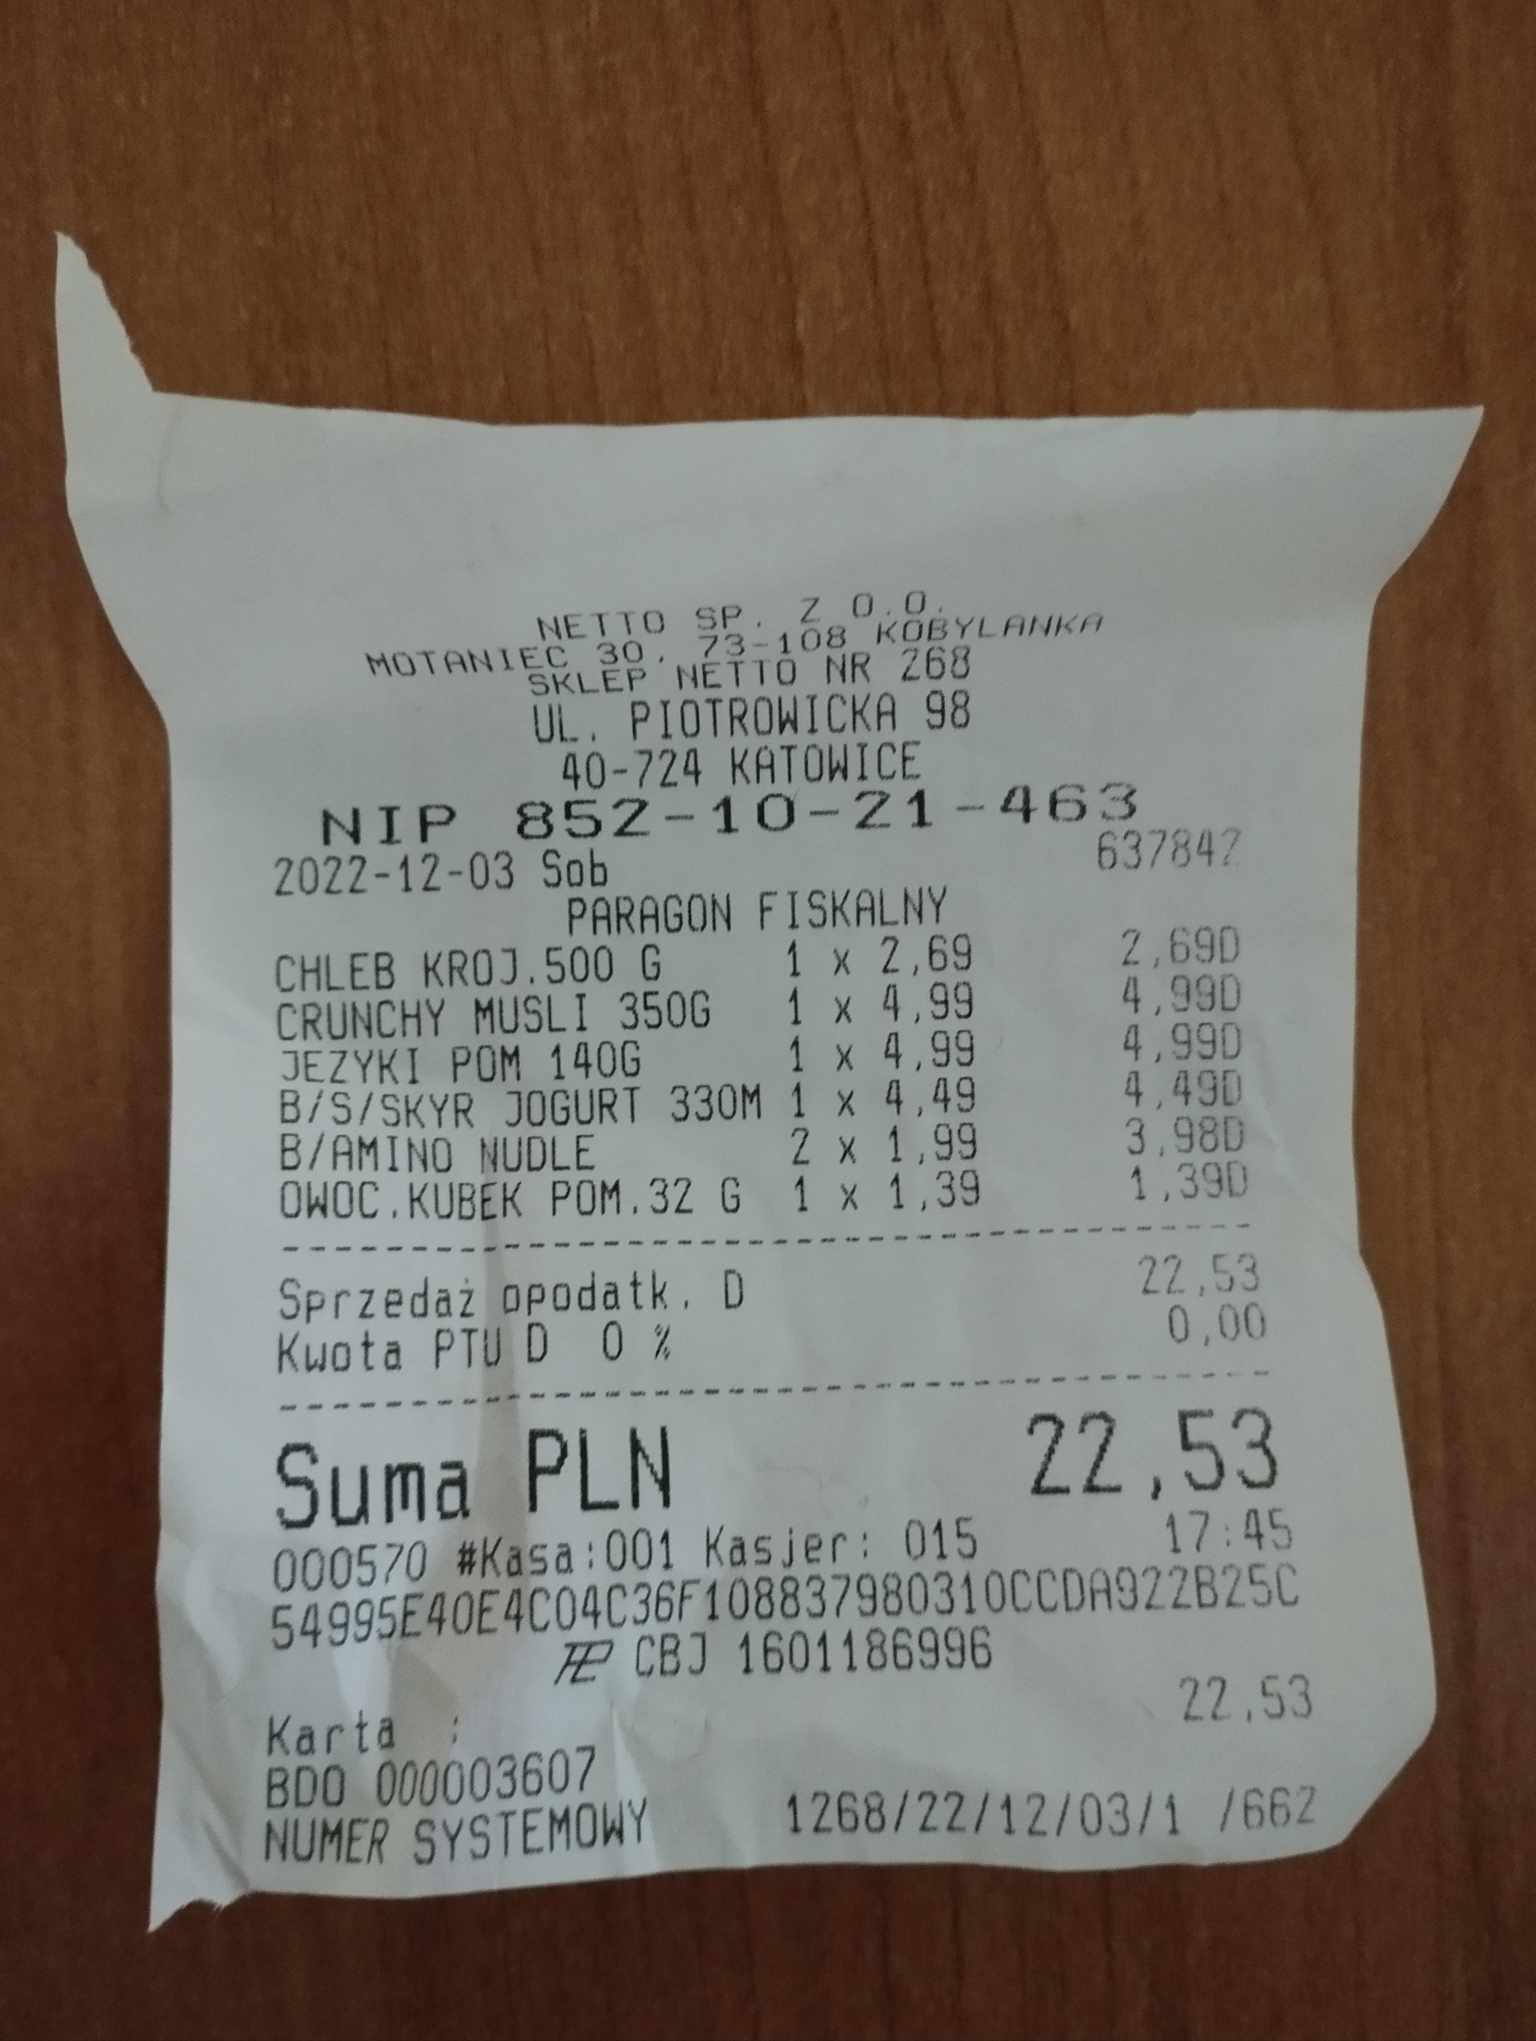 NETTO SP. Z O.O.
MOTANIEC 30, 73-108 KOBYLANKA
SKLEP NETTO NR 268
UL. PIOTROWICKA 98
40-724 KATOWICE
NIP 852-10-21-463
2022-12-03 Sob 637842
PARAGON FISKALNY
CHLEB KROJ.500 G 1 x 2,69 2,69D
CRUNCHY MUSLI 350G 1 x 4,99 4,99D
JEZYKI POM 140G 1 x 4,99 4,99D
B/S/SKYR JOGURT 330M 1 x 4,49 4,49D
B/AMINO NUDLE 2 x 1,99 3,98D
OWOC.KUBEK POM.32 G 1 x 1,39 1,39D
Sprzedaż opodatk. D 22,53
Kwota PTU D 0 % 0,00
Suma PLN 22,53
000570 #Kasa:001 Kasjer: 015 17:45
54995E40E4C04C36F108837980310CCDA922B25C
CBJ 1601186996
Karta : 22,53
BDO 000003607
NUMER SYSTEMOWY 1268/22/12/03/1 /662